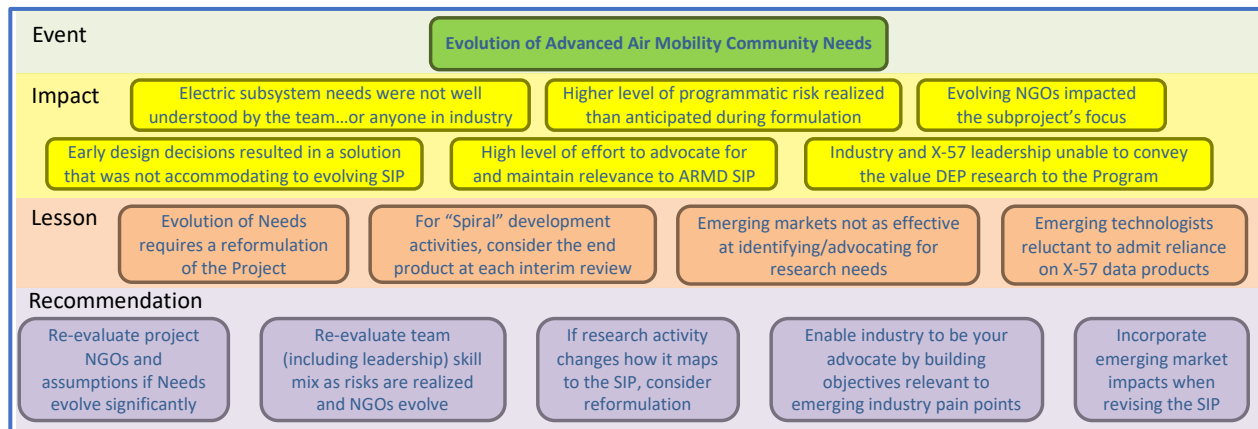 Event
Evolution of Advanced Air Mobility Community Needs
Impact
Electric subsystem needs were not well
understood by the team...or anyone in industry
Higher level of programmatic risk realized
than anticipated during formulation
Evolving NGOs impacted
the subproject's focus
Early design decisions resulted in a solution
that was not accommodating to evolving SIP
High level of effort to advocate for
and maintain relevance to ARMD SIP
Industry and X-57 leadership unable to convey
the value DEP research to the Program
Lesson
Evolution of Needs
requires a reformulation
of the Project
For “Spiral” development
activities, consider the end
product at each interim review
Emerging markets not as effective
at identifying/advocating for
research needs
Emerging technologists
reluctant to admit reliance
on X-57 data products
Recommendation
Re-evaluate project
NGOs and
assumptions if Needs
evolve significantly
Re-evaluate team
(including leadership) skill
mix as risks are realized
and NGOs evolve
If research activity
changes how it maps
to the SIP, consider
reformulation
Enable industry to be your
advocate by building
objectives relevant to
emerging industry pain points
Incorporate
emerging market
impacts when
revising the SIP